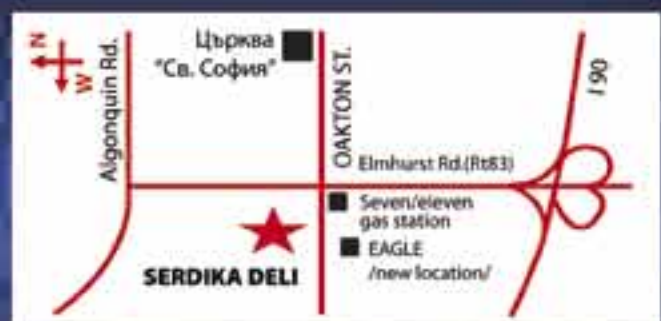 N
W
Algonquin Rd.
Църква
"Св. София"
OAKTON ST.
I 90
Elmhurst Rd.(Rt83)
Seven/eleven
gas station
EAGLE
/new location/
SERDIKA DELI